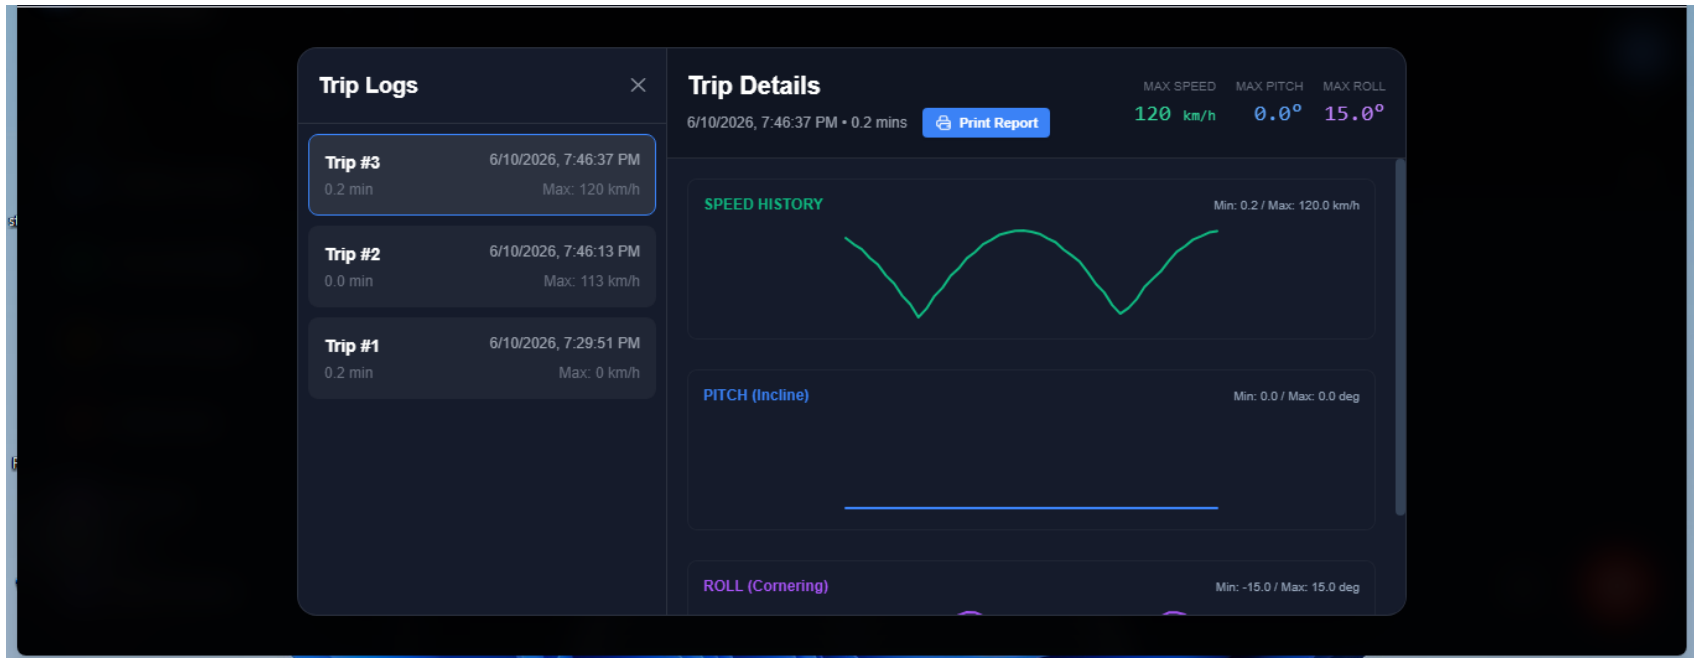 Trip Logs
Trip #3
6/10/2026, 7:46:37 PM
0.2 min
Max: 120 km/h
Trip #2
6/10/2026, 7:46:13 PM
0.0 min
Max: 113 km/h
Trip #1
6/10/2026, 7:29:51 PM
0.2 min
Max: 0 km/h
Trip Details
6/10/2026, 7:46:37 PM • 0.2 mins
Print Report
MAX SPEED
120 km/h
MAX PITCH
0.0°
MAX ROLL
15.0°
SPEED HISTORY
Min: 0.2 / Max: 120.0 km/h
PITCH (Incline)
Min: 0.0 / Max: 0.0 deg
ROLL (Cornering)
Min: -15.0 / Max: 15.0 deg